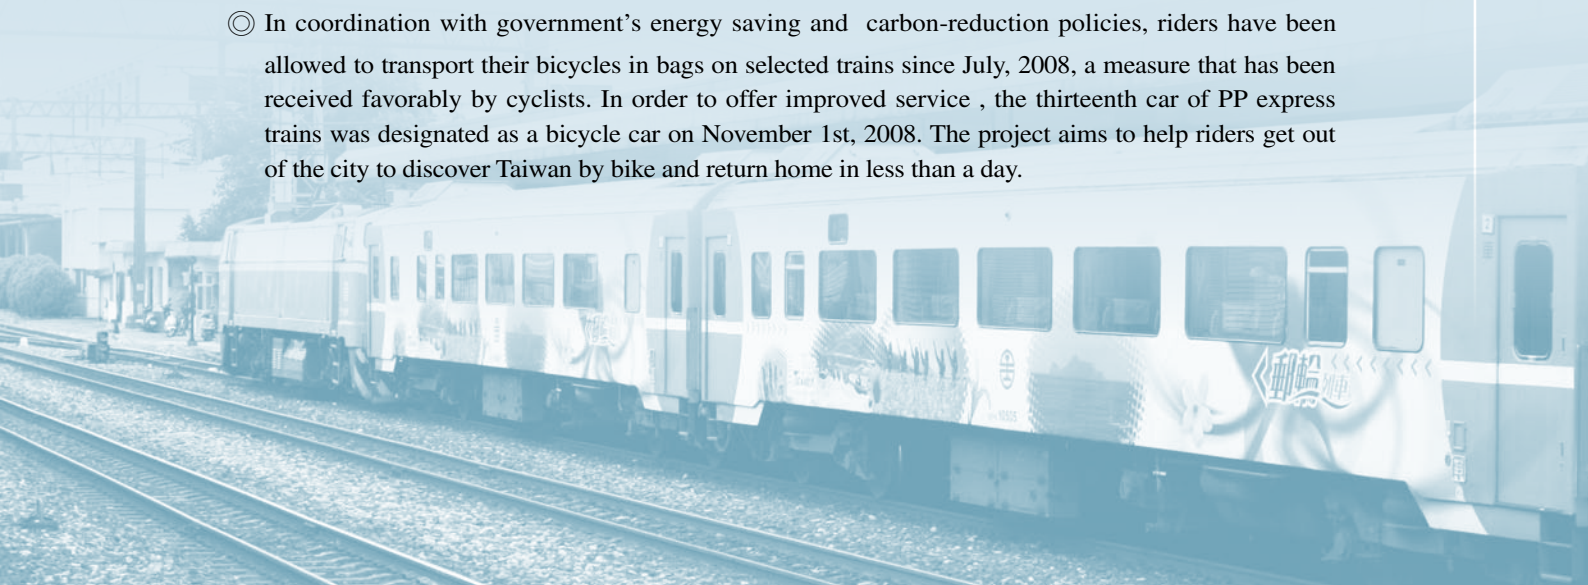 ◎ In coordination with government's energy saving and carbon-reduction policies, riders have been
allowed to transport their bicycles in bags on selected trains since July, 2008, a measure that has been
received favorably by cyclists. In order to offer improved service , the thirteenth car of PP express
trains was designated as a bicycle car on November 1st, 2008. The project aims to help riders get out
of the city to discover Taiwan by bike and return home in less than a day.
郵輪列車